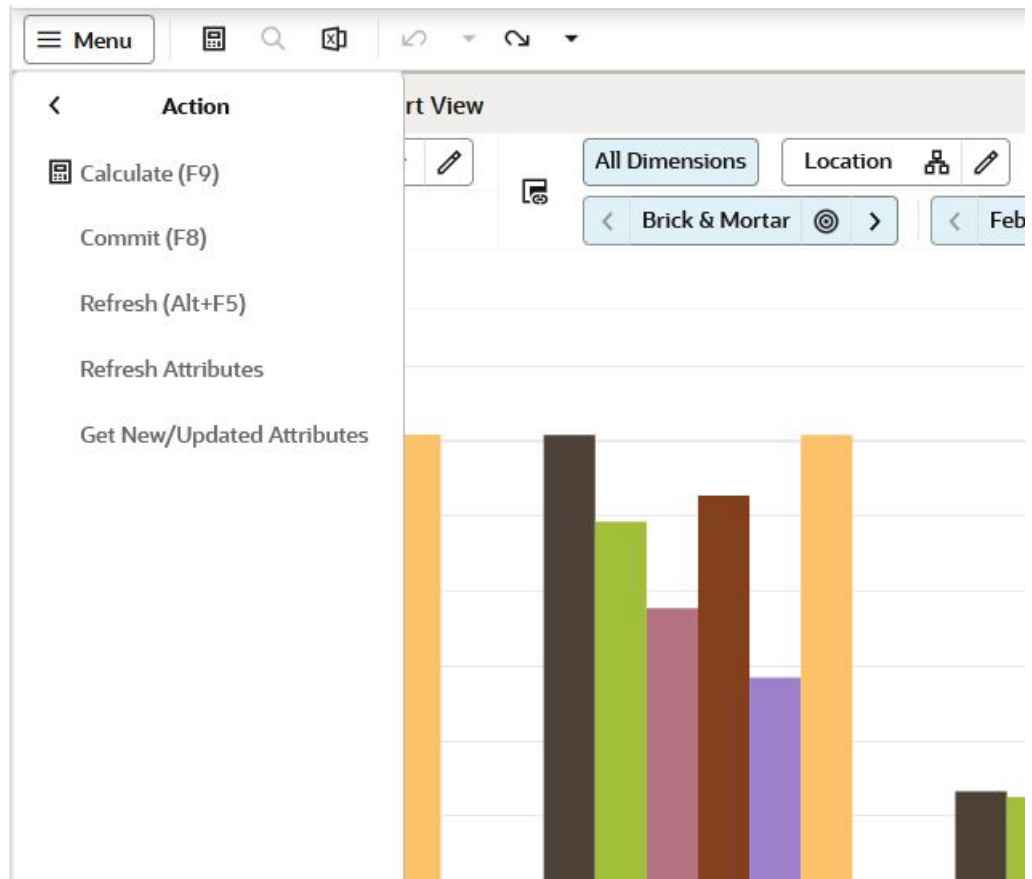 Menu
Action
rt View
Calculate (F9)
All Dimensions
Location
Commit (F8)
Brick & Mortar
Feb
Refresh (Alt+F5)
Refresh Attributes
Get New/Updated Attributes